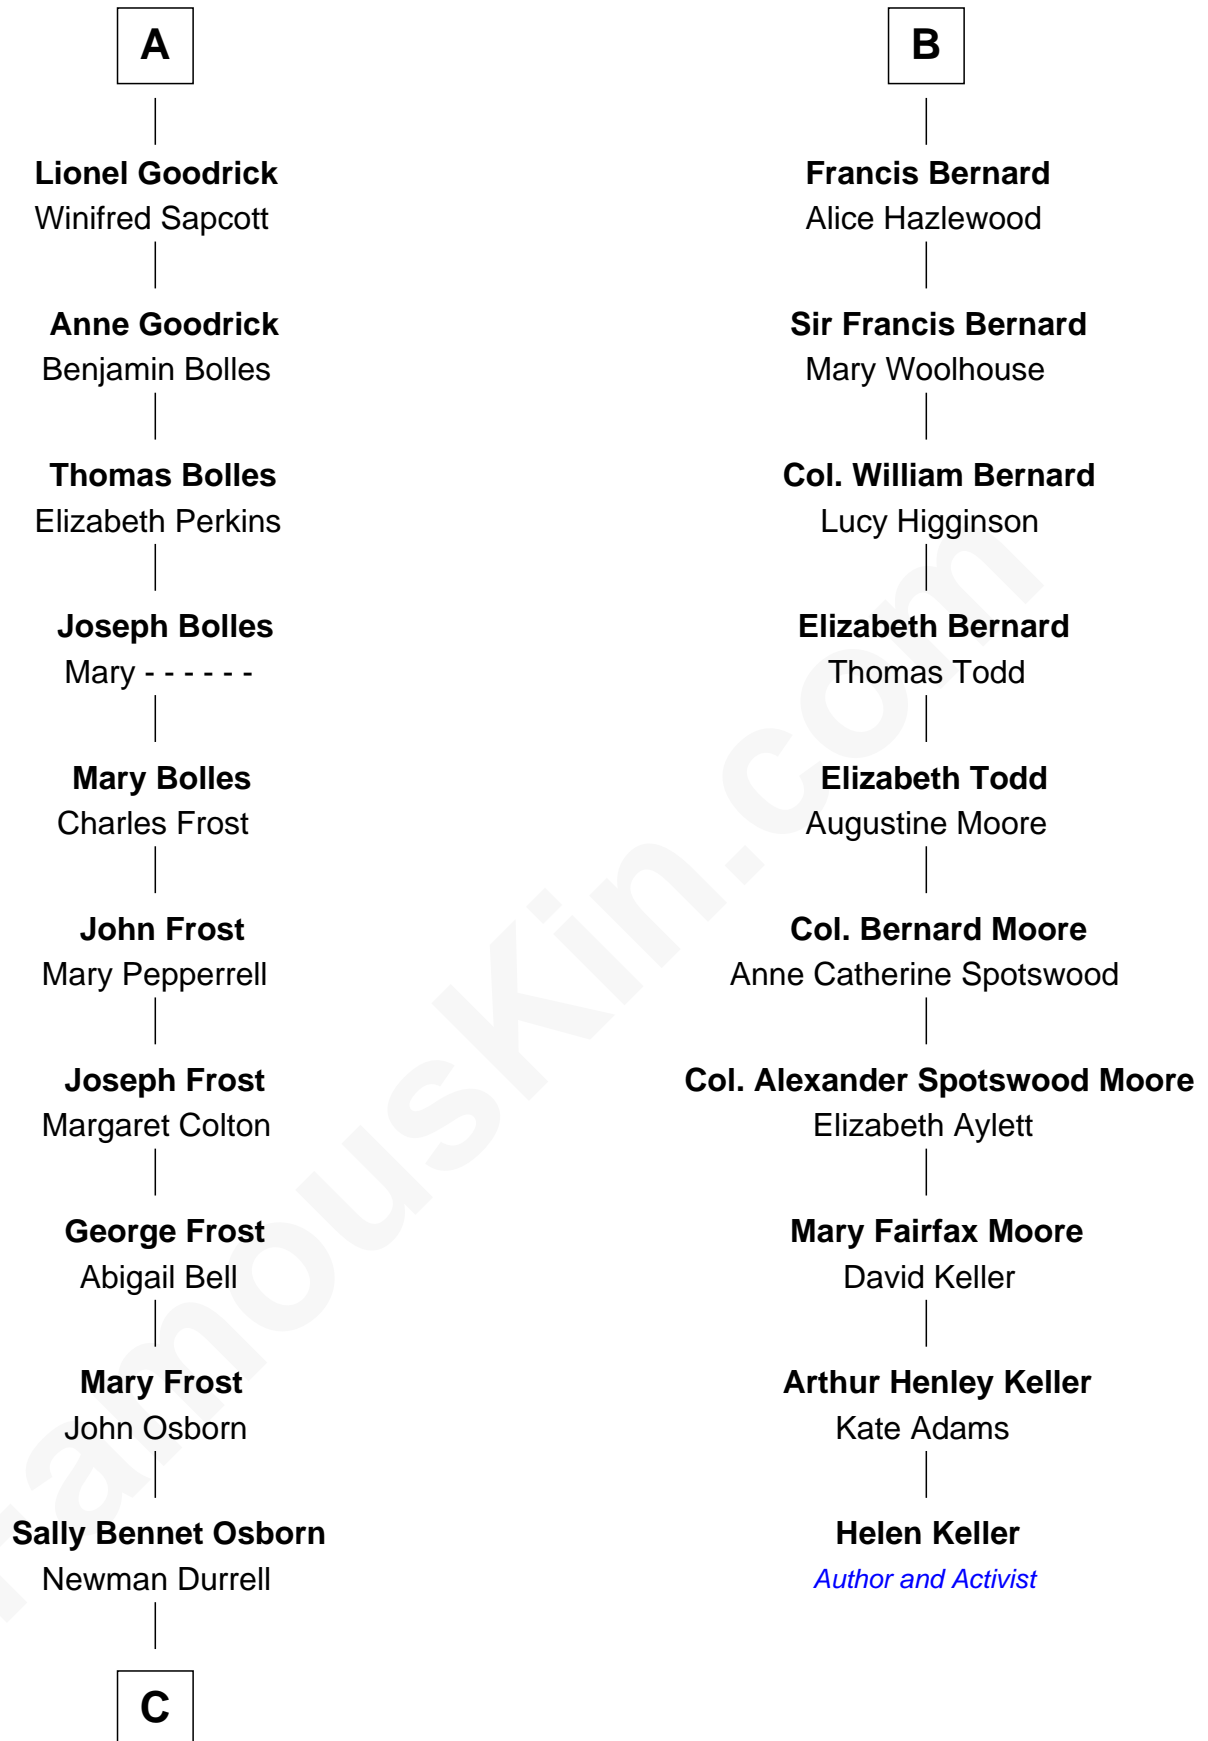 A
Lionel Goodrick
Winifred Sapcott
Anne Goodrick
Benjamin Bolles
Thomas Bolles
Elizabeth Perkins
Joseph Bolles
Mary - - - - - -
Mary Bolles
Charles Frost
John Frost
Mary Pepperrell
Joseph Frost
Margaret Colton
George Frost
Abigail Bell
Mary Frost
John Osborn
Sally Bennet Osborn
Newman Durrell
C
B
Francis Bernard
Alice Hazlewood
Sir Francis Bernard
Mary Woolhouse
Col. William Bernard
Lucy Higginson
Elizabeth Bernard
Thomas Todd
Elizabeth Todd
Augustine Moore
Col. Bernard Moore
Anne Catherine Spotswood
Col. Alexander Spotswood Moore
Elizabeth Aylett
Mary Fairfax Moore
David Keller
Arthur Henley Keller
Kate Adams
Helen Keller
Author and Activist
FamousKin.com